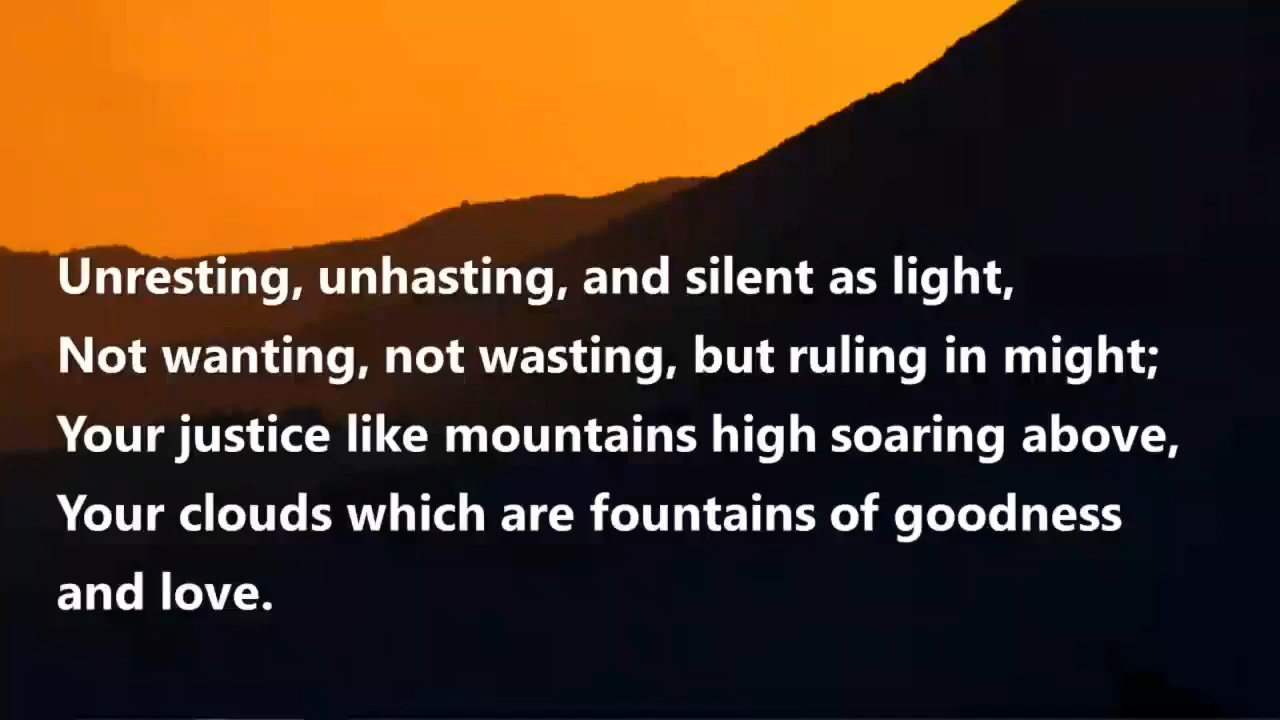 Unresting, unhasting, and silent as light,
Not wanting, not wasting, but ruling in might;
Your justice like mountains high soaring above,
Your clouds which are fountains of goodness
and love.